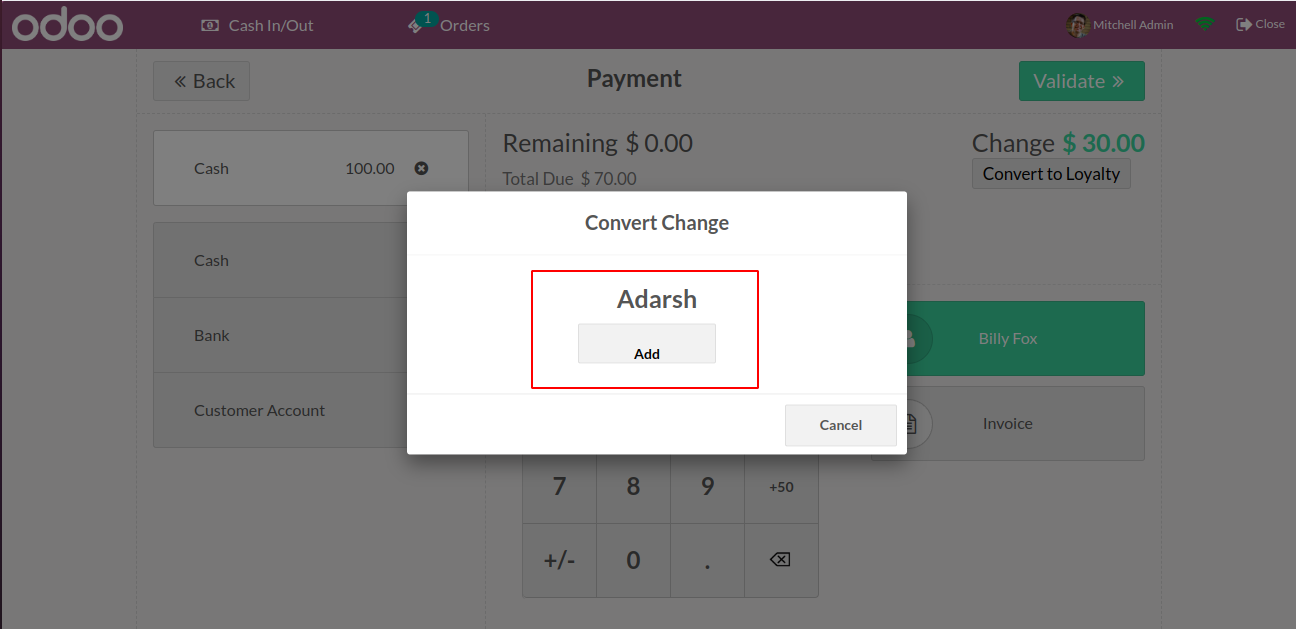 odoo
Cash In/Out
1
Orders
Mitchell Admin
Close
Back
Payment
Validate
Cash 100.00
Remaining $ 0.00
Total Due $ 70.00
Change $ 30.00
Convert to Loyalty
Cash
Bank
Customer Account
Convert Change
Adarsh
Add
Cancel
Billy Fox
Invoice
7 8 9 +50
+/- 0 .